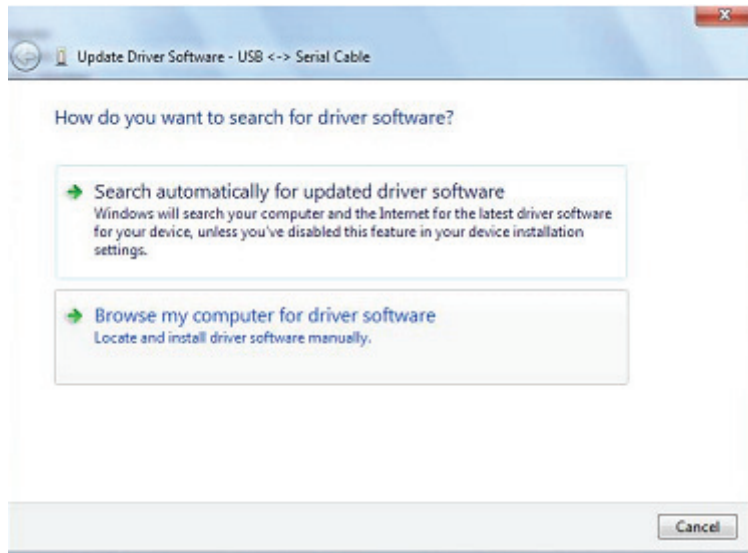 Update Driver Software - USB <-> Serial Cable
How do you want to search for driver software?
Search automatically for updated driver software
Windows will search your computer and the Internet for the latest driver software
for your device, unless you've disabled this feature in your device installation
settings.
Browse my computer for driver software
Locate and install driver software manually.
Cancel